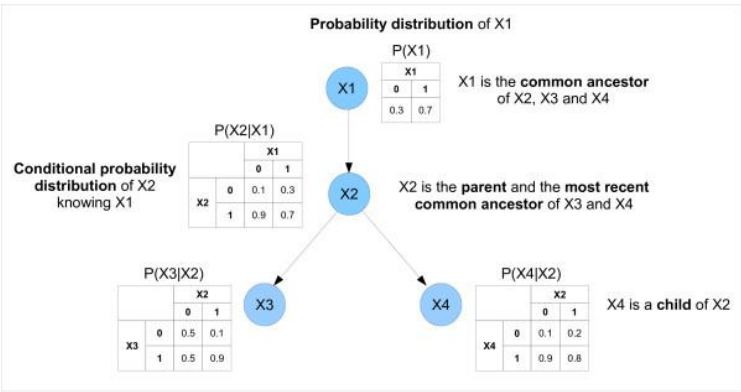 Probability distribution of X1
P(X1)
X1
0 1
0.3 0.7
X1
X1 is the common ancestor
of X2, X3 and X4
P(X2|X1)
X1
0 1
X2 0 0.1 0.3
1 0.9 0.7
Conditional probability
distribution of X2
knowing X1
X2
X2 is the parent and the most recent
common ancestor of X3 and X4
P(X3|X2)
X2
0 1
X3 0 0.5 0.1
1 0.5 0.9
X3
X4
P(X4|X2)
X2
0 1
X4 0 0.1 0.2
1 0.9 0.8
X4 is a child of X2